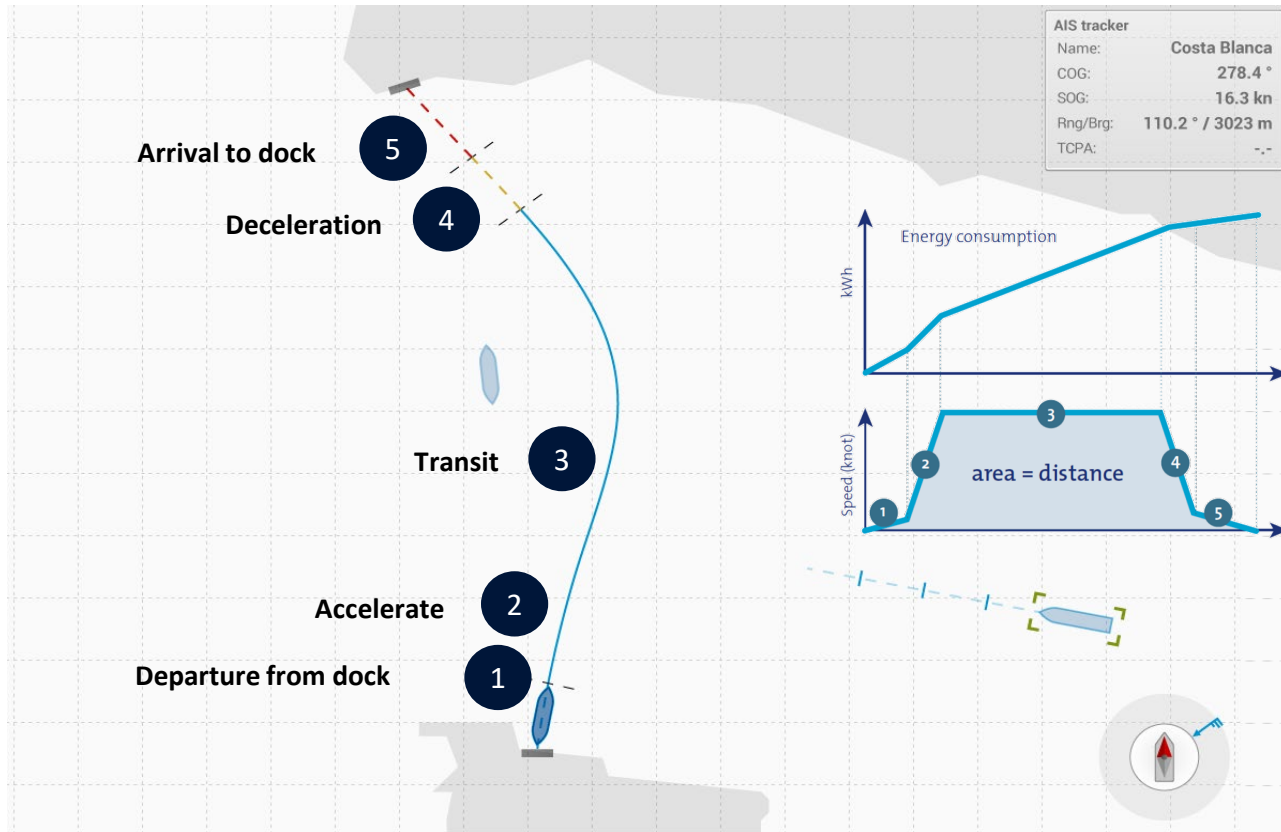 AIS tracker
Name: Costa Blanca
COG: 278.4 °
SOG: 16.3 kn
Rng/Brg: 110.2 ° / 3023 m
TCPA: -.-
Arrival to dock 5
Deceleration 4
Transit 3
Accelerate 2
Departure from dock 1
Energy consumption
kWh
Speed (knot)
1
2
3
4
5
area = distance